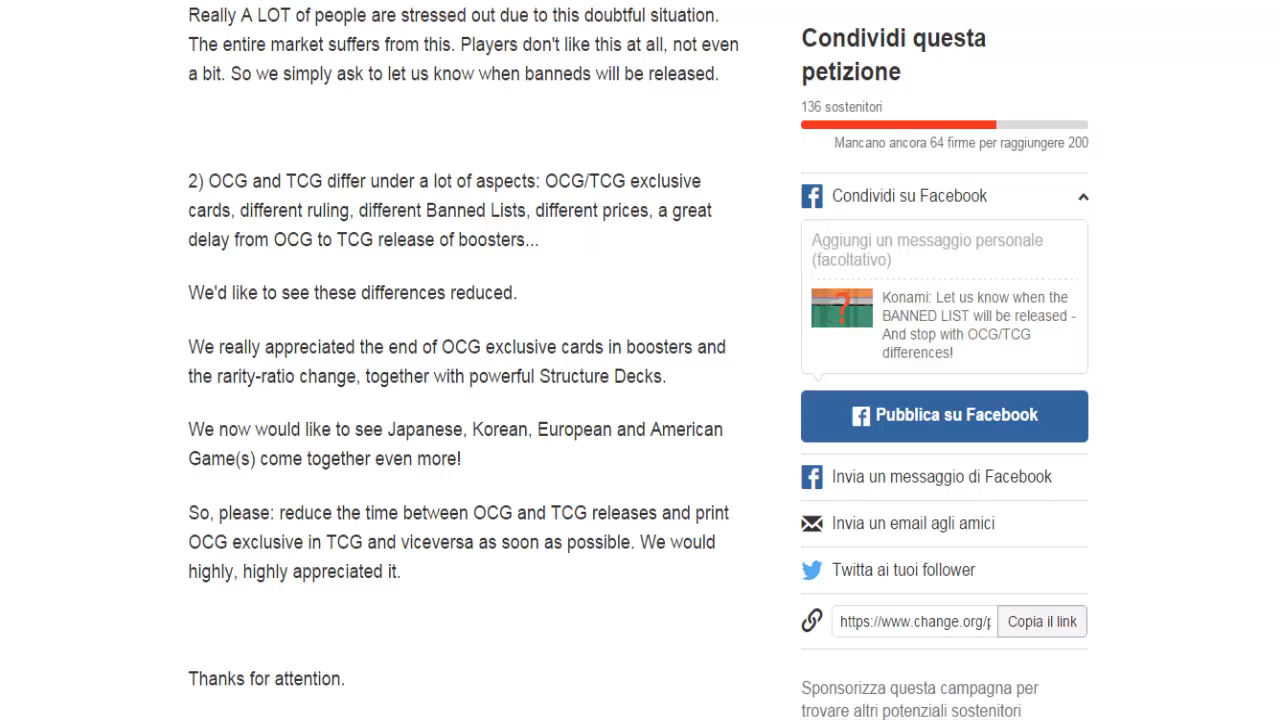 Really A LOT of people are stressed out due to this doubtful situation.
The entire market suffers from this. Players don't like this at all, not even
a bit. So we simply ask to let us know when banneds will be released.
2) OCG and TCG differ under a lot of aspects: OCG/TCG exclusive
cards, different ruling, different Banned Lists, different prices, a great
delay from OCG to TCG release of boosters...
We'd like to see these differences reduced.
We really appreciated the end of OCG exclusive cards in boosters and
the rarity-ratio change, together with powerful Structure Decks.
We now would like to see Japanese, Korean, European and American
Game(s) come together even more!
So, please: reduce the time between OCG and TCG releases and print
OCG exclusive in TCG and viceversa as soon as possible. We would
highly, highly appreciated it.
Thanks for attention.
Condividi questa
petizione
136 sostenitori
Mancano ancora 64 firme per raggiungere 200
Condividi su Facebook
Aggiungi un messaggio personale
(facoltativo)
?
Konami: Let us know when the
BANNED LIST will be released -
And stop with OCG/TCG
differences!
Pubblica su Facebook
Invia un messaggio di Facebook
Invia un email agli amici
Twitta ai tuoi follower
https://www.change.org/p
Copia il link
Sponsorizza questa campagna per
trovare altri potenziali sostenitori